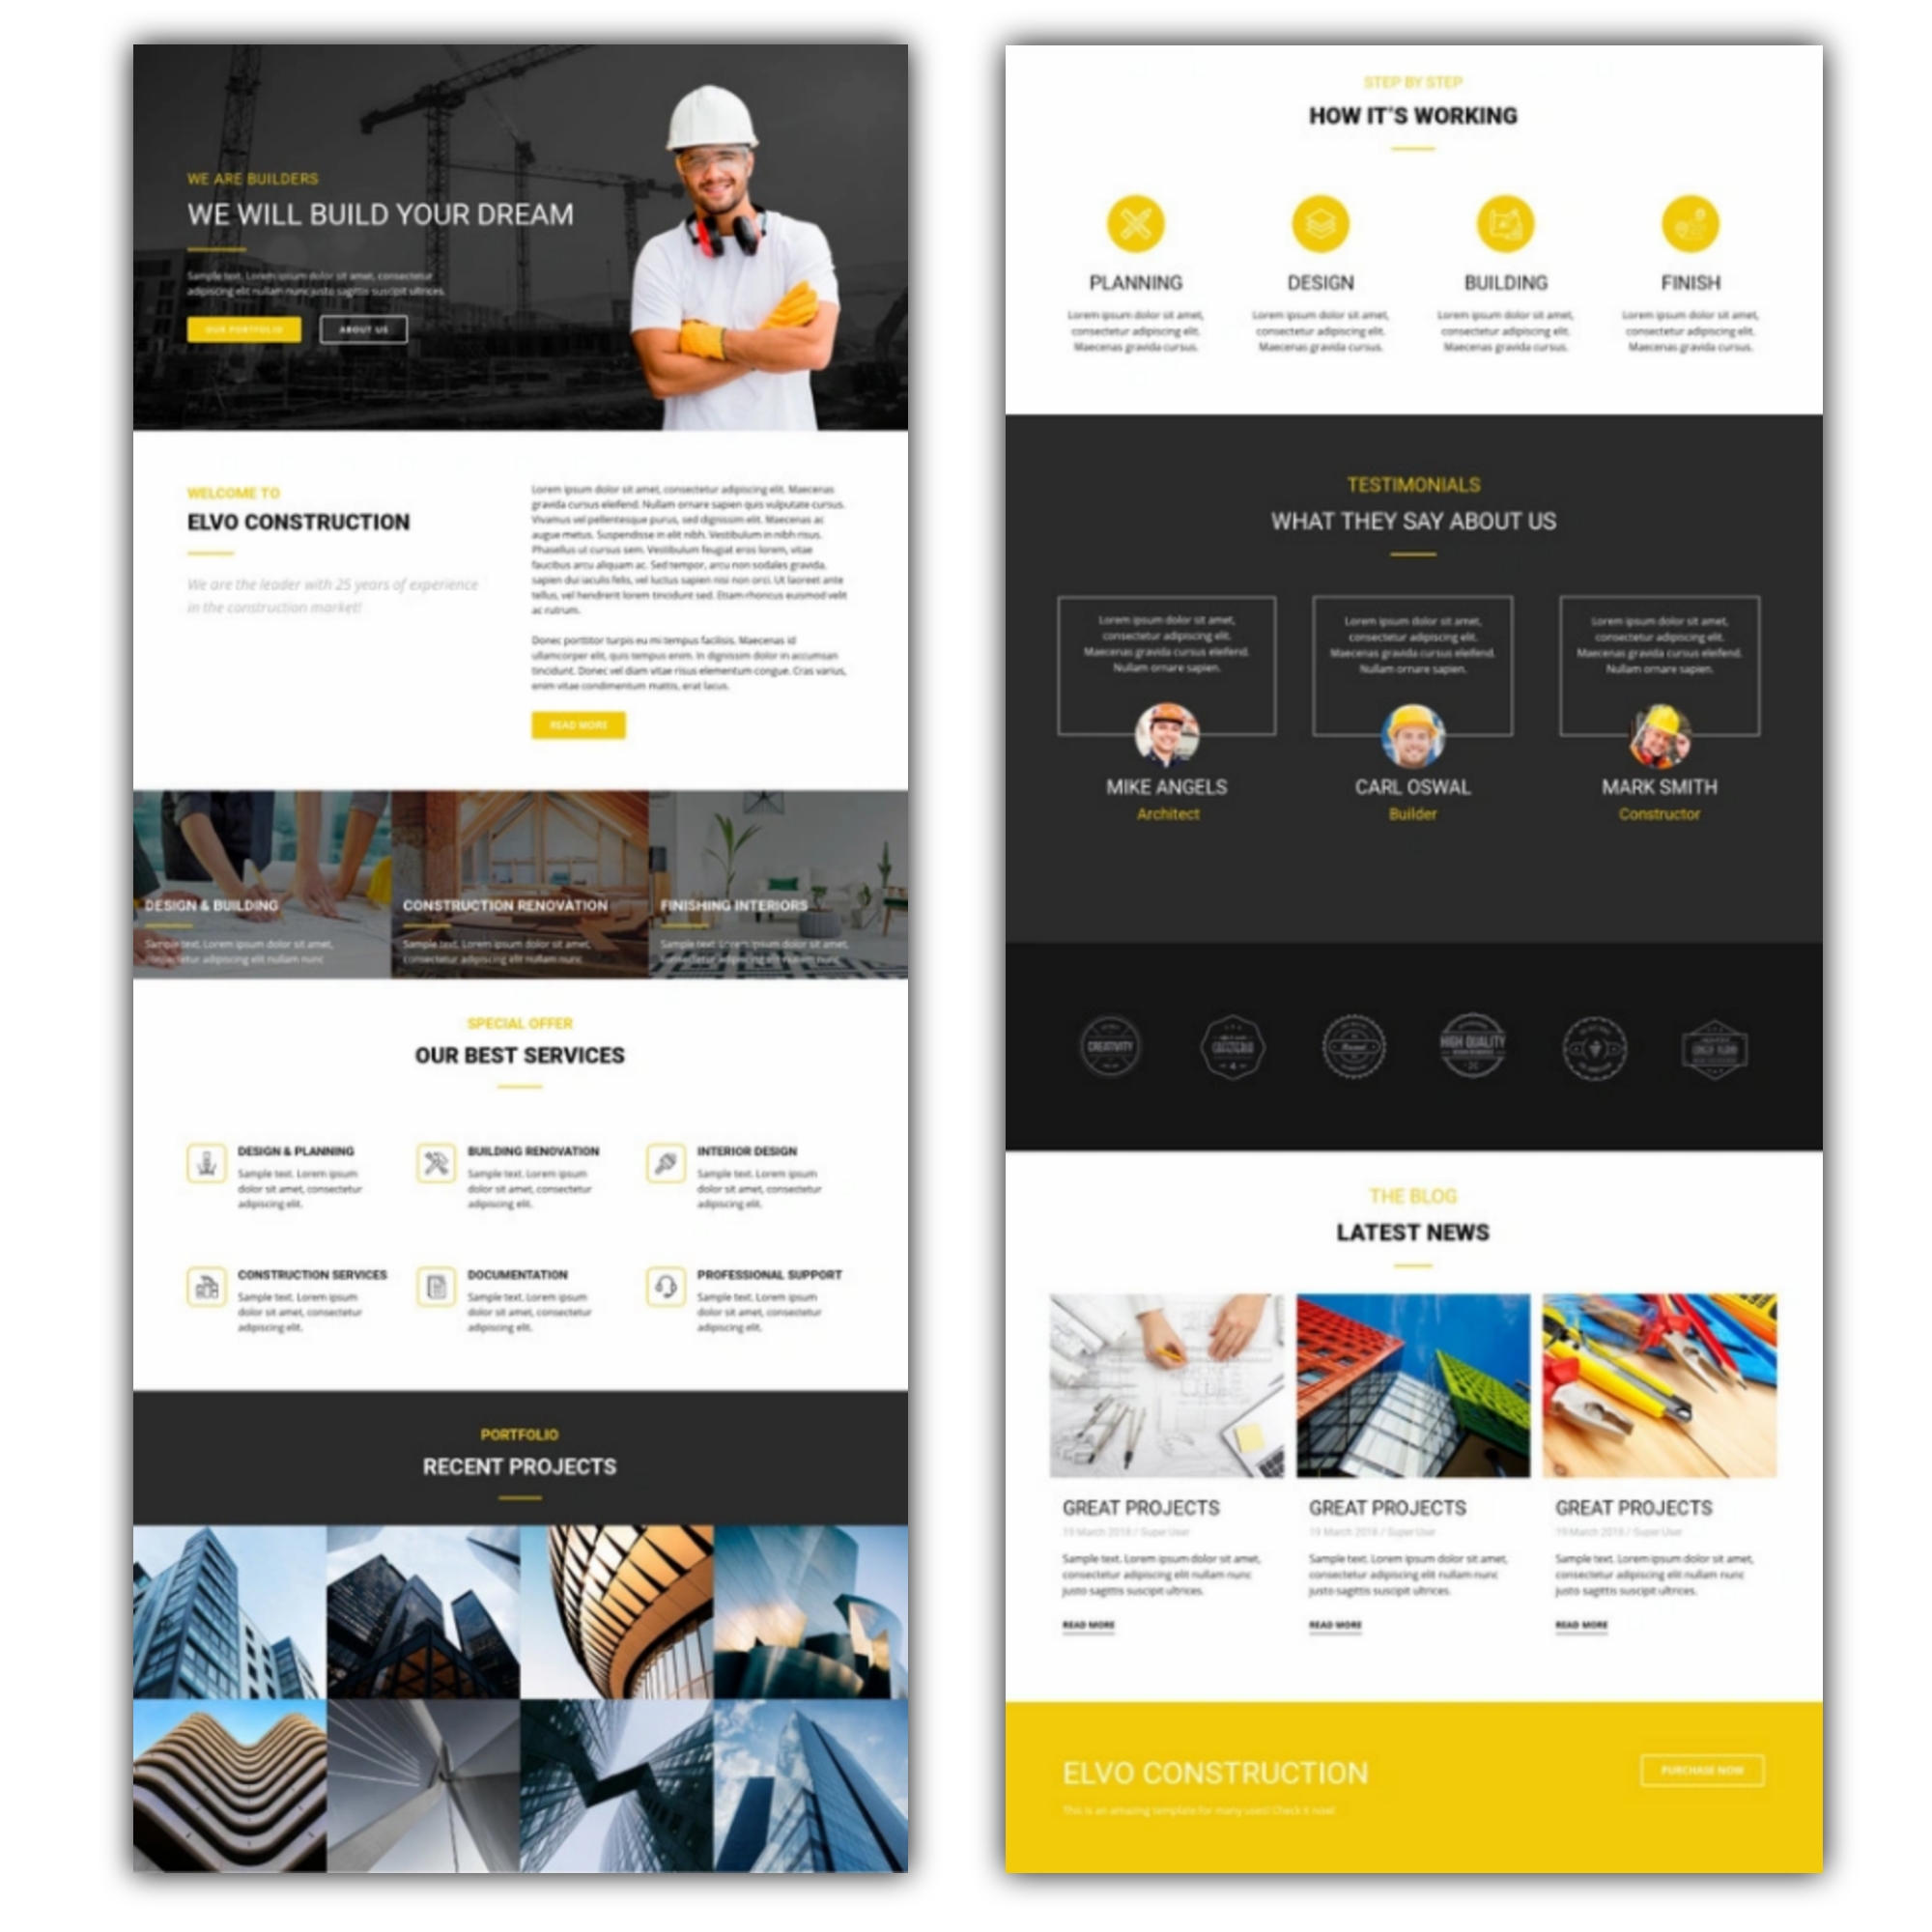 WE ARE BUILDERS
WE WILL BUILD YOUR DREAM
Sample text. Lorem ipsum dolor sit amet, consectetur
adipiscing elit nullam nunc justo sagittis suscipit ultrices.
OUR PORTFOLIO
ABOUT US
WELCOME TO
ELVO CONSTRUCTION
We are the leader with 25 years of experience
in the construction market!
Lorem ipsum dolor sit amet, consectetur adipiscing elit. Maecenas
gravida cursus eleifend. Nullam ornare sapien quis vulputate cursus.
Vivamus vel pellentesque purus, sed dignissim elit. Maecenas ac
augue metus. Suspendisse in elit nibh. Vestibulum in nibh risus.
Phasellus ut cursus sem. Vestibulum feugiat eros lorem, vitae
faucibus arcu aliquam ac. Sed tempor, arcu non sodales gravida,
sapien dui iaculis felis, vel luctus sapien nisi non orci. Ut laoreet ante
tellus, vel hendrerit lorem tincidunt sed. Etiam rhoncus euismod velit
ac rutrum.
Donec porttitor turpis eu mi tempus facilisis. Maecenas id
ullamcorper elit, quis tempus enim. In dignissim dolor in accumsan
tincidunt. Donec vel diam vitae risus elementum congue. Cras varius,
enim vitae condimentum mattis, erat lacus.
READ MORE
DESIGN & BUILDING
Sample text. Lorem ipsum dolor sit amet,
consectetur adipiscing elit nullam nunc
CONSTRUCTION RENOVATION
Sample text. Lorem ipsum dolor sit amet,
consectetur adipiscing elit nullam nunc
FINISHING INTERIORS
Sample text. Lorem ipsum dolor sit amet,
consectetur adipiscing elit nullam nunc
SPECIAL OFFER
OUR BEST SERVICES
DESIGN & PLANNING
Sample text. Lorem ipsum
dolor sit amet, consectetur
adipiscing elit.
BUILDING RENOVATION
Sample text. Lorem ipsum
dolor sit amet, consectetur
adipiscing elit.
INTERIOR DESIGN
Sample text. Lorem ipsum
dolor sit amet, consectetur
adipiscing elit.
CONSTRUCTION SERVICES
Sample text. Lorem ipsum
dolor sit amet, consectetur
adipiscing elit.
DOCUMENTATION
Sample text. Lorem ipsum
dolor sit amet, consectetur
adipiscing elit.
PROFESSIONAL SUPPORT
Sample text. Lorem ipsum
dolor sit amet, consectetur
adipiscing elit.
PORTFOLIO
RECENT PROJECTS
STEP BY STEP
HOW IT'S WORKING
PLANNING
Lorem ipsum dolor sit amet,
consectetur adipiscing elit.
Maecenas gravida cursus.
DESIGN
Lorem ipsum dolor sit amet,
consectetur adipiscing elit.
Maecenas gravida cursus.
BUILDING
Lorem ipsum dolor sit amet,
consectetur adipiscing elit.
Maecenas gravida cursus.
FINISH
Lorem ipsum dolor sit amet,
consectetur adipiscing elit.
Maecenas gravida cursus.
TESTIMONIALS
WHAT THEY SAY ABOUT US
Lorem ipsum dolor sit amet,
consectetur adipiscing elit.
Maecenas gravida cursus eleifend.
Nullam ornare sapien.
MIKE ANGELS
Architect
Lorem ipsum dolor sit amet,
consectetur adipiscing elit.
Maecenas gravida cursus eleifend.
Nullam ornare sapien.
CARL OSWAL
Builder
Lorem ipsum dolor sit amet,
consectetur adipiscing elit.
Maecenas gravida cursus eleifend.
Nullam ornare sapien.
MARK SMITH
Constructor
CREATIVITY
HIGH QUALITY
THE BLOG
LATEST NEWS
GREAT PROJECTS
19 March 2018 / Super User
Sample text. Lorem ipsum dolor sit amet,
consectetur adipiscing elit nullam nunc
justo sagittis suscipit ultrices.
READ MORE
GREAT PROJECTS
19 March 2018 / Super User
Sample text. Lorem ipsum dolor sit amet,
consectetur adipiscing elit nullam nunc
justo sagittis suscipit ultrices.
READ MORE
GREAT PROJECTS
19 March 2018 / Super User
Sample text. Lorem ipsum dolor sit amet,
consectetur adipiscing elit nullam nunc
justo sagittis suscipit ultrices.
READ MORE
ELVO CONSTRUCTION
This is an amazing template for many uses! Check it now!
PURCHASE NOW